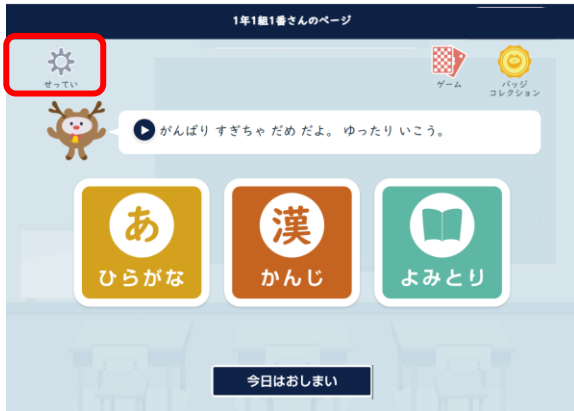 1年1組1番さんのページ
せってい
ゲーム
バッジ
コレクション
がんばり すぎちゃ だめ だよ。 ゆったり いこう。
あ
ひらがな
漢
かんじ
よみとり
今日はおしまい